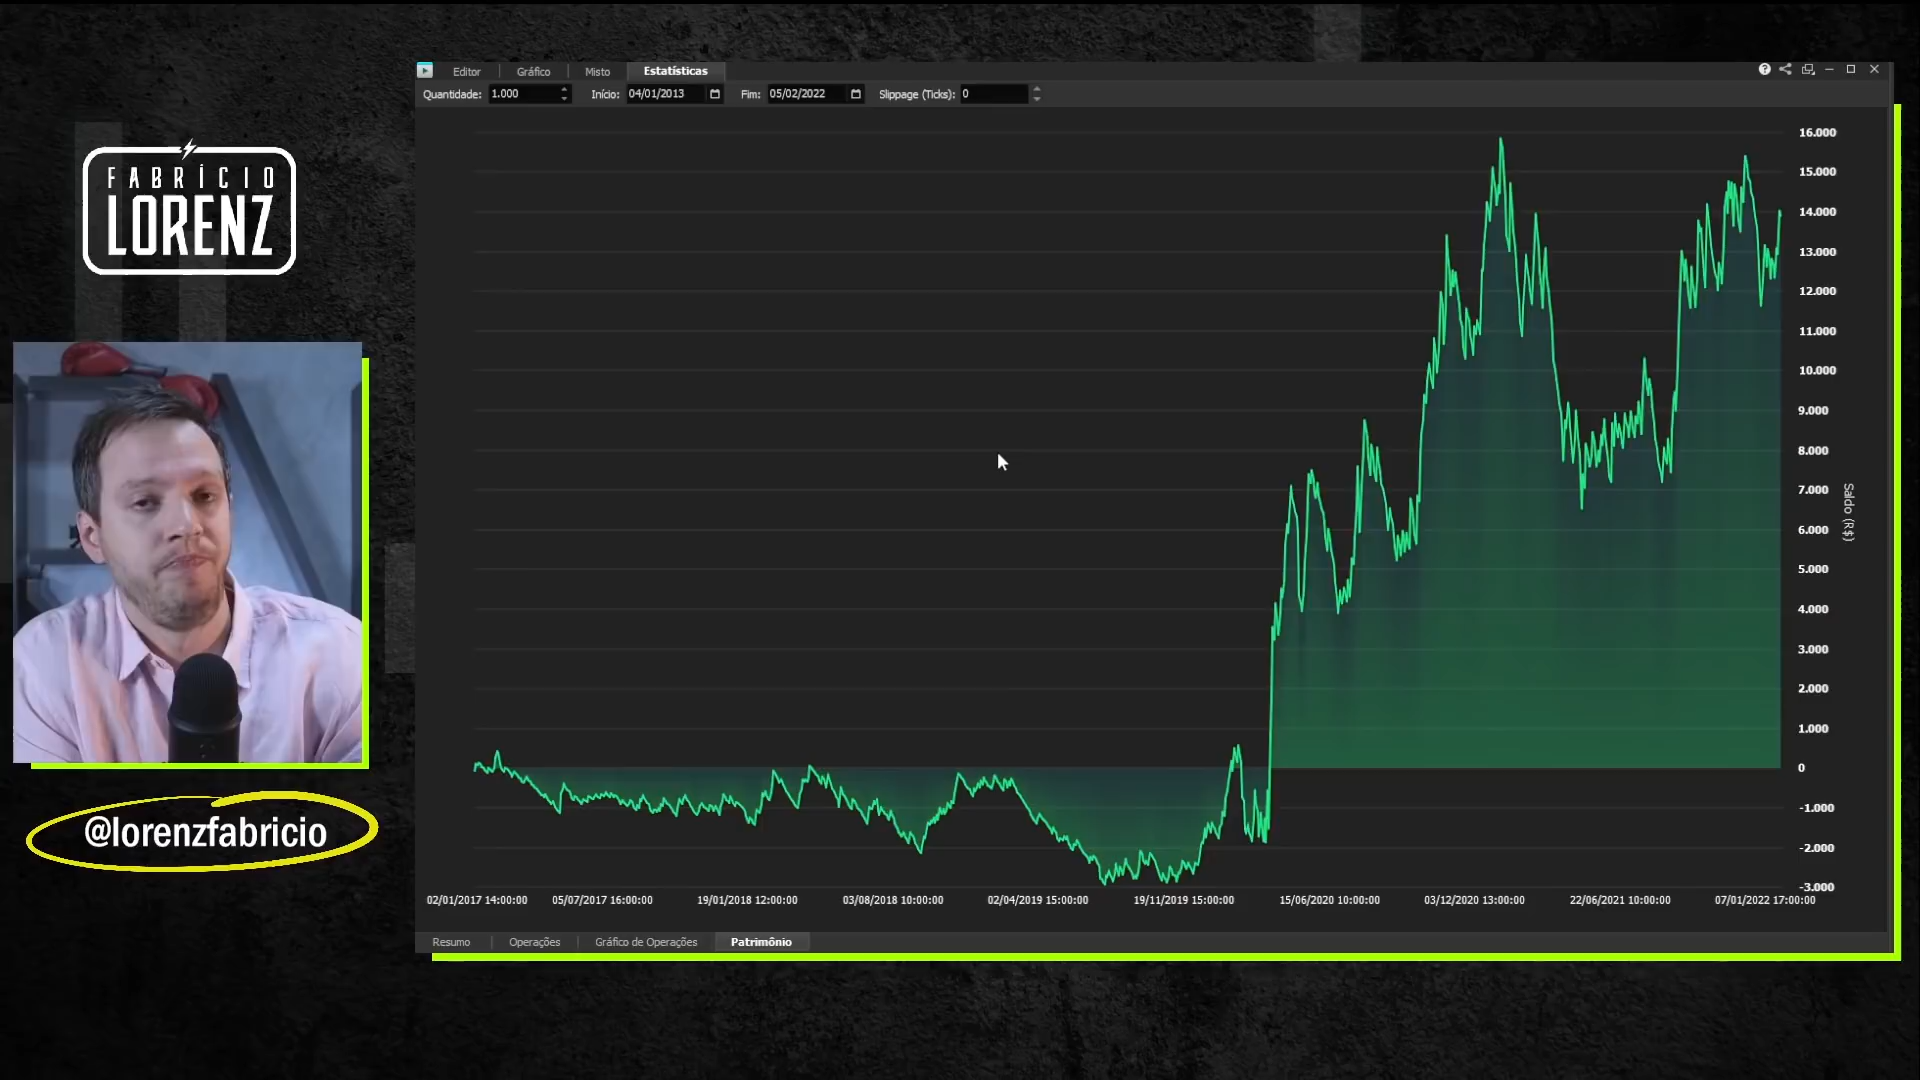 FABRÍCIO
LORENZ
@lorenzfabricio
Editor Gráfico Misto Estatísticas
Quantidade: 1.000 Início: 04/01/2013 Fim: 05/02/2022 Slippage (Ticks): 0
16.000
15.000
14.000
13.000
12.000
11.000
10.000
9.000
8.000
7.000
6.000
5.000
4.000
3.000
2.000
1.000
0
-1.000
-2.000
-3.000
Saldo (R$)
02/01/2017 14:00:00 05/07/2017 16:00:00 19/01/2018 12:00:00 03/08/2018 10:00:00 02/04/2019 15:00:00 19/11/2019 15:00:00 15/06/2020 10:00:00 03/12/2020 13:00:00 22/06/2021 10:00:00 07/01/2022 17:00:00
Resumo Operações Gráfico de Operações Patrimônio